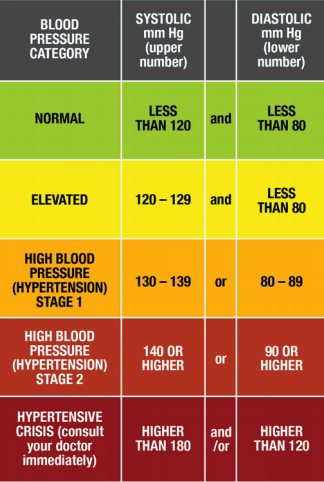 BLOOD
PRESSURE
CATEGORY
SYSTOLIC
mm Hg
(upper
number)
DIASTOLIC
mm Hg
(lower
number)
NORMAL
LESS
THAN 120
and
LESS
THAN 80
ELEVATED
120 – 129
and
LESS
THAN 80
HIGH BLOOD
PRESSURE
(HYPERTENSION)
STAGE 1
130 – 139
or
80 – 89
HIGH BLOOD
PRESSURE
(HYPERTENSION)
STAGE 2
140 OR
HIGHER
or
90 OR
HIGHER
HYPERTENSIVE
CRISIS (consult
your doctor
immediately)
HIGHER
THAN 180
and
/or
HIGHER
THAN 120